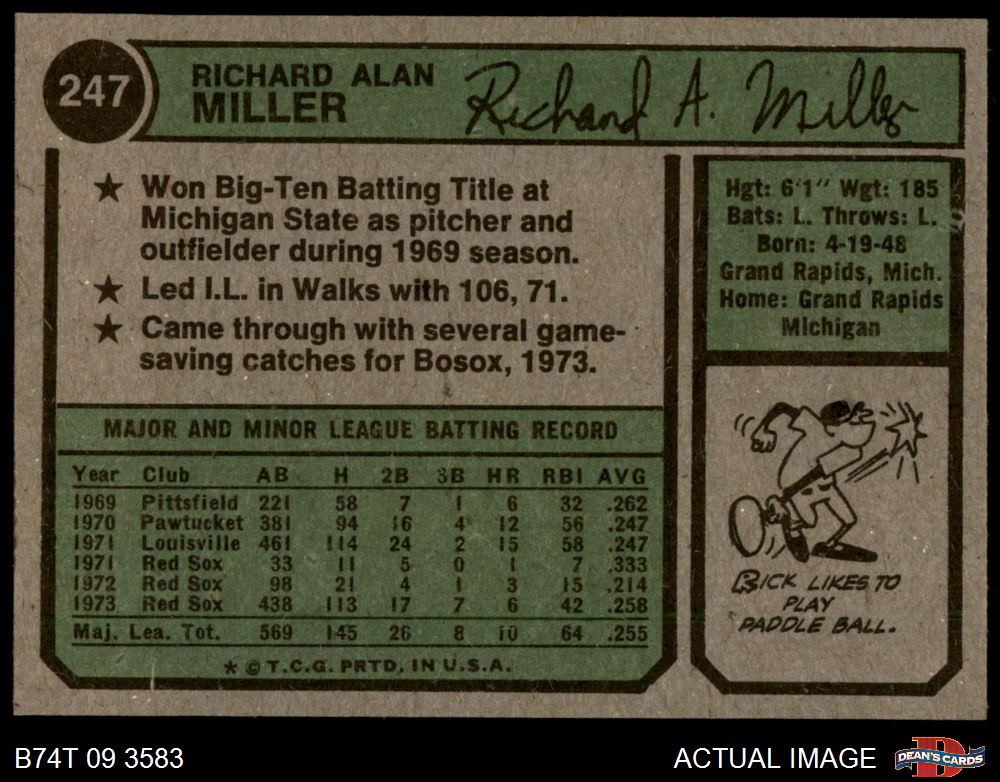 247
RICHARD ALAN
MILLER
Richard A. Miller
★ Won Big-Ten Batting Title at
Michigan State as pitcher and
outfielder during 1969 season.
★ Led I.L. in Walks with 106, 71.
★ Came through with several game-
saving catches for Bosox, 1973.
Hgt: 6'1" Wgt: 185
Bats: L. Throws: L.
Born: 4-19-48
Grand Rapids, Mich.
Home: Grand Rapids
Michigan
MAJOR AND MINOR LEAGUE BATTING RECORD
Year Club AB H 2B 3B HR RBI AVG
1969 Pittsfield 221 58 7 1 6 32 .262
1970 Pawtucket 381 94 16 4 12 56 .247
1971 Louisville 461 114 24 2 15 58 .247
1971 Red Sox 33 11 5 0 1 7 .333
1972 Red Sox 98 21 4 1 3 15 .214
1973 Red Sox 438 113 17 7 6 42 .258
Maj. Lea. Tot. 569 145 26 8 10 64 .255
* © T.C.G. PRTD. IN U.S.A.
RICK LIKES TO
PLAY
PADDLE BALL.
B74T 09 3583
ACTUAL IMAGE
D
DEAN'S CARDS